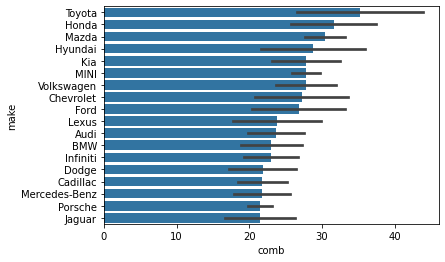 Toyota
Honda
Mazda
Hyundai
Kia
MINI
Volkswagen
Chevrolet
Ford
Lexus
Audi
BMW
Infiniti
Dodge
Cadillac
Mercedes-Benz
Porsche
Jaguar
make
0 10 20 30 40
comb